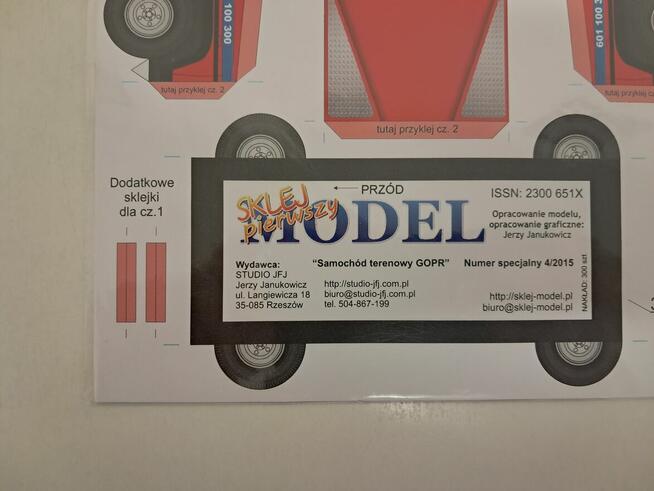 100 300
601 100 3
tutaj przyklej cz. 2
tutaj przyklej cz. 2
tutaj przyklej cz.
Dodatkowe
sklejki
dla cz.1
PRZÓD
ISSN: 2300 651X
SKLEJ
pierwszy
MODEL
Opracowanie modelu,
opracowanie graficzne:
Jerzy Janukowicz
Wydawca:
STUDIO JFJ
Jerzy Janukowicz
ul. Langiewicza 18
35-085 Rzeszów
"Samochód terenowy GOPR"
Numer specjalny 4/2015
http://studio-jfj.com.pl
biuro@studio-jfj.com.pl
tel. 504-867-199
http://sklej-model.pl
biuro@sklej-model.pl
NAKŁAD: 300 szt